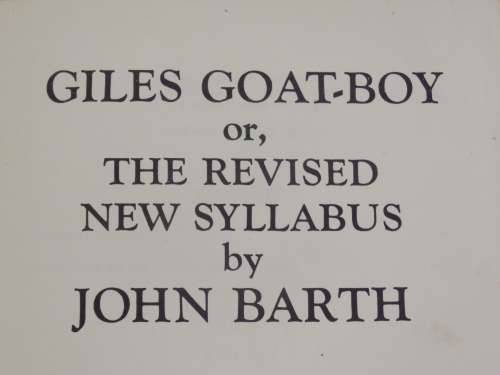 GILES GOAT-BOY
or,
THE REVISED
NEW SYLLABUS
by
JOHN BARTH